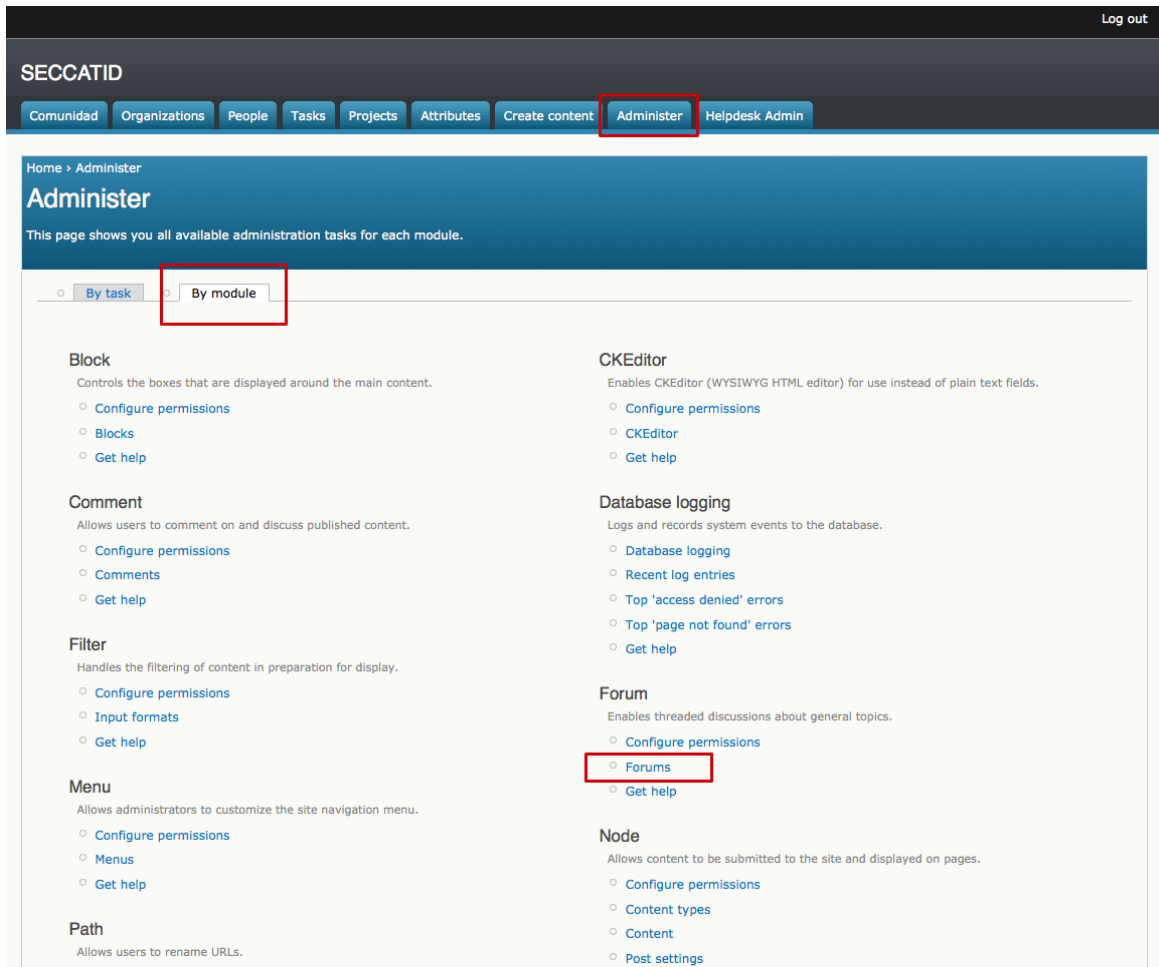 Log out
SECCATID
Comunidad Organizations People Tasks Projects Attributes Create content Administer Helpdesk Admin
Home › Administer
Administer
This page shows you all available administration tasks for each module.
By task By module
Block
Controls the boxes that are displayed around the main content.
Configure permissions
Blocks
Get help
Comment
Allows users to comment on and discuss published content.
Configure permissions
Comments
Get help
Filter
Handles the filtering of content in preparation for display.
Configure permissions
Input formats
Get help
Menu
Allows administrators to customize the site navigation menu.
Configure permissions
Menus
Get help
Path
Allows users to rename URLs.
CKEditor
Enables CKEditor (WYSIWYG HTML editor) for use instead of plain text fields.
Configure permissions
CKEditor
Get help
Database logging
Logs and records system events to the database.
Database logging
Recent log entries
Top 'access denied' errors
Top 'page not found' errors
Get help
Forum
Enables threaded discussions about general topics.
Configure permissions
Forums
Get help
Node
Allows content to be submitted to the site and displayed on pages.
Configure permissions
Content types
Content
Post settings